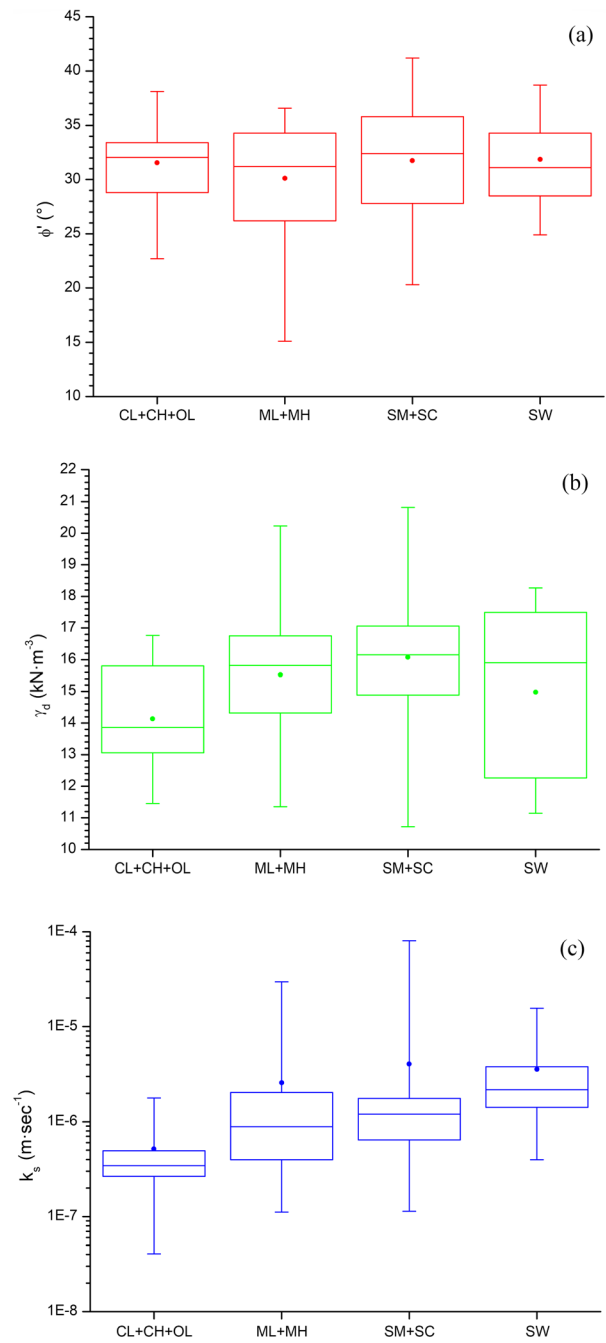 (a)
45
40
35
30
25
20
15
10
ϕ' (°)
CL+CH+OL ML+MH SM+SC SW
(b)
22
21
20
19
18
17
16
15
14
13
12
11
10
γd (kN·m-3)
CL+CH+OL ML+MH SM+SC SW
(c)
1E-4
1E-5
1E-6
1E-7
1E-8
ks (m·sec-1)
CL+CH+OL ML+MH SM+SC SW